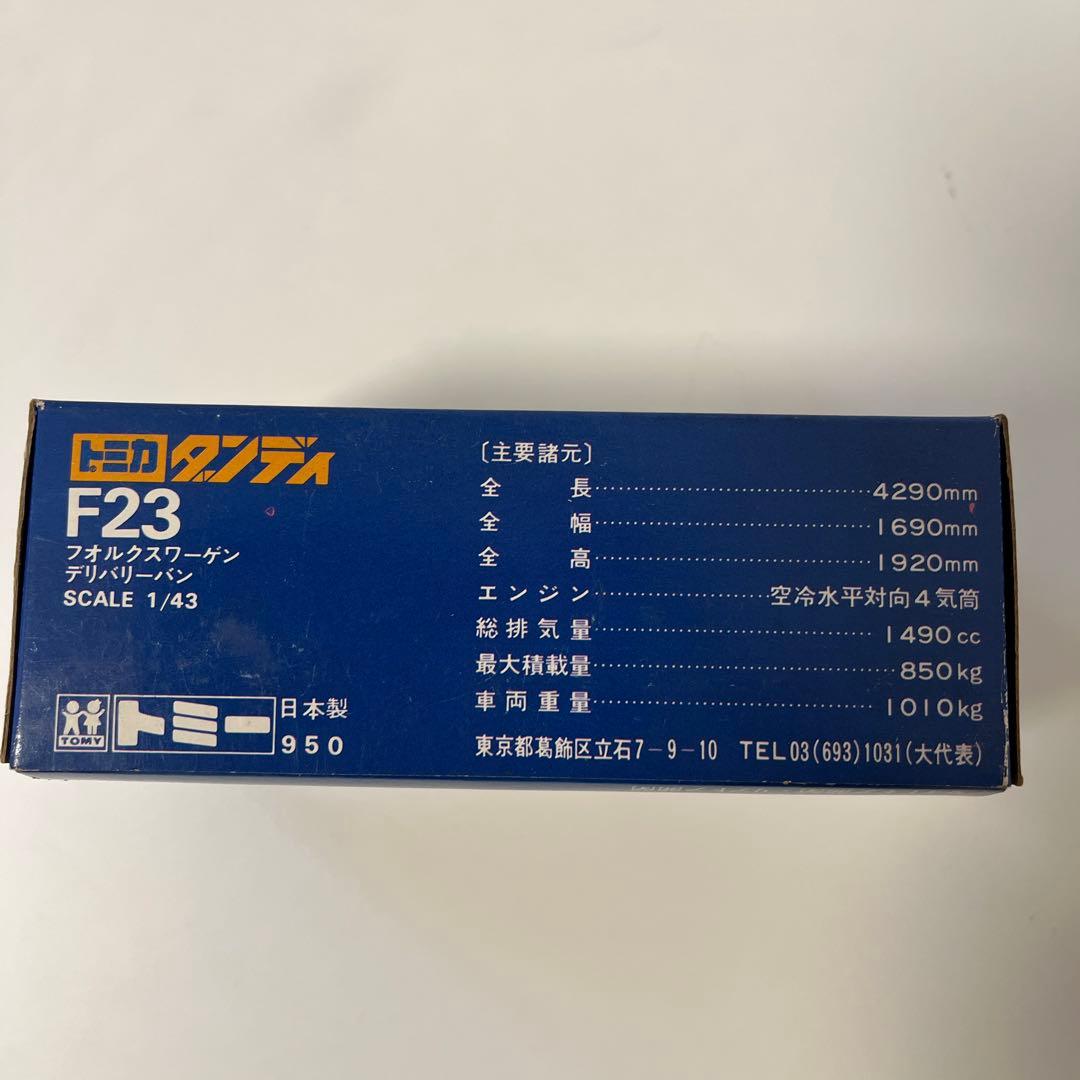 トミカ ダンディ
F23
フオルクスワーゲン
デリバリーバン
SCALE 1/43
TOMY
トミー
日本製
950
〔主要諸元〕
全長……………………………4290mm
全幅……………………………1690mm
全高……………………………1920mm
エンジン…………………空冷水平対向4気筒
総排気量……………………………1490cc
最大積載量……………………………850kg
車両重量……………………………1010kg
東京都葛飾区立石7-9-10 TEL03(693)1031(大代表)